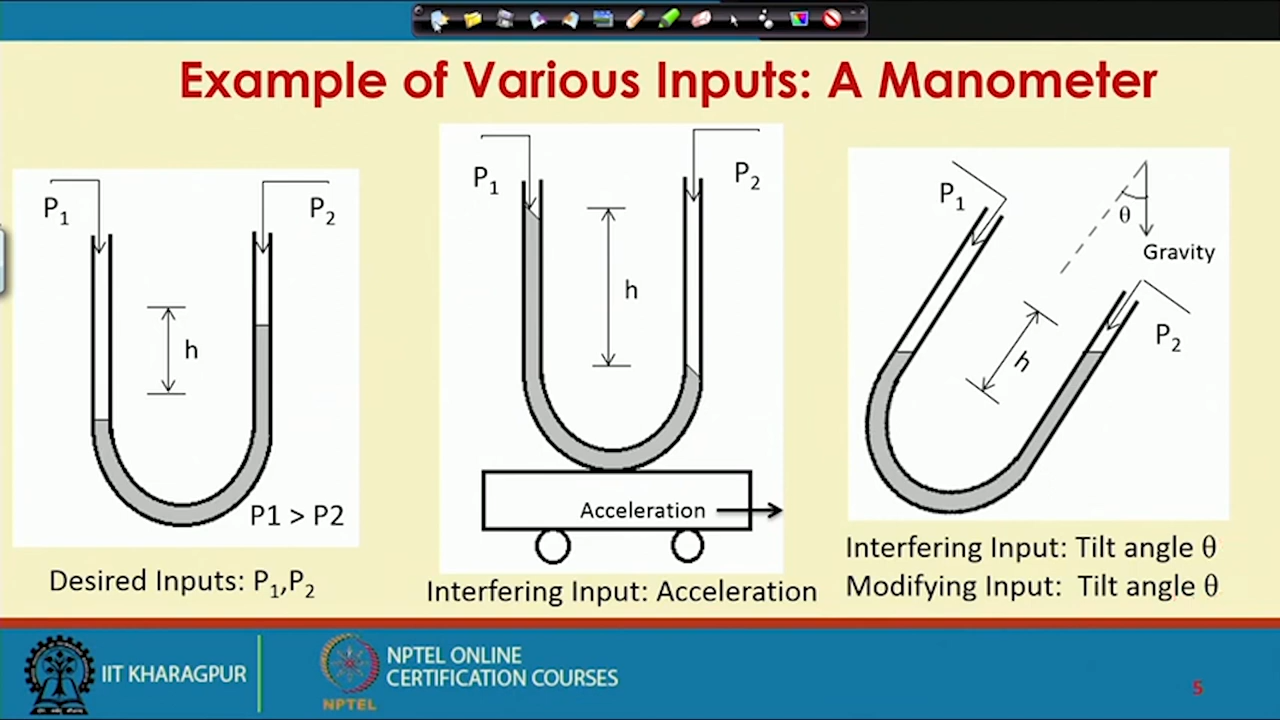 Example of Various Inputs: A Manometer
P1
P2
h
P1 > P2
Desired Inputs: P1,P2
P1
P2
h
Acceleration
Interfering Input: Acceleration
P1
θ
Gravity
h
P2
Interfering Input: Tilt angle θ
Modifying Input: Tilt angle θ
IIT KHARAGPUR
NPTEL
NPTEL ONLINE
CERTIFICATION COURSES
5